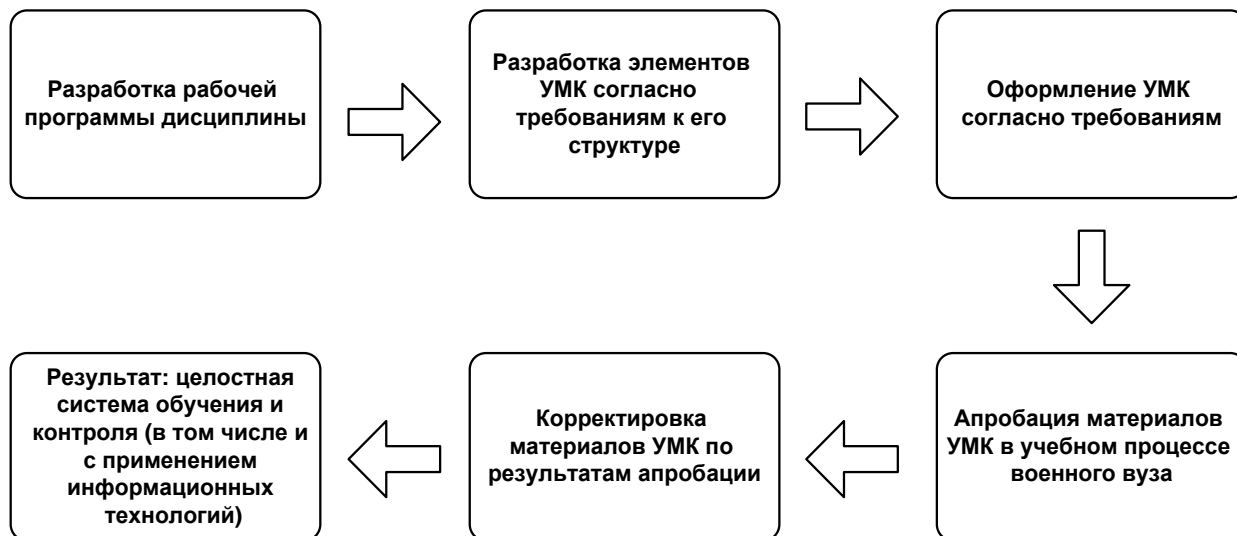 Разработка рабочей
программы дисциплины
Разработка элементов
УМК согласно
требованиям к его
структуре
Оформление УМК
согласно требованиям
Апробация материалов
УМК в учебном процессе
военного вуза
Корректировка
материалов УМК по
результатам апробации
Результат: целостная
система обучения и
контроля (в том числе и
с применением
информационных
технологий)